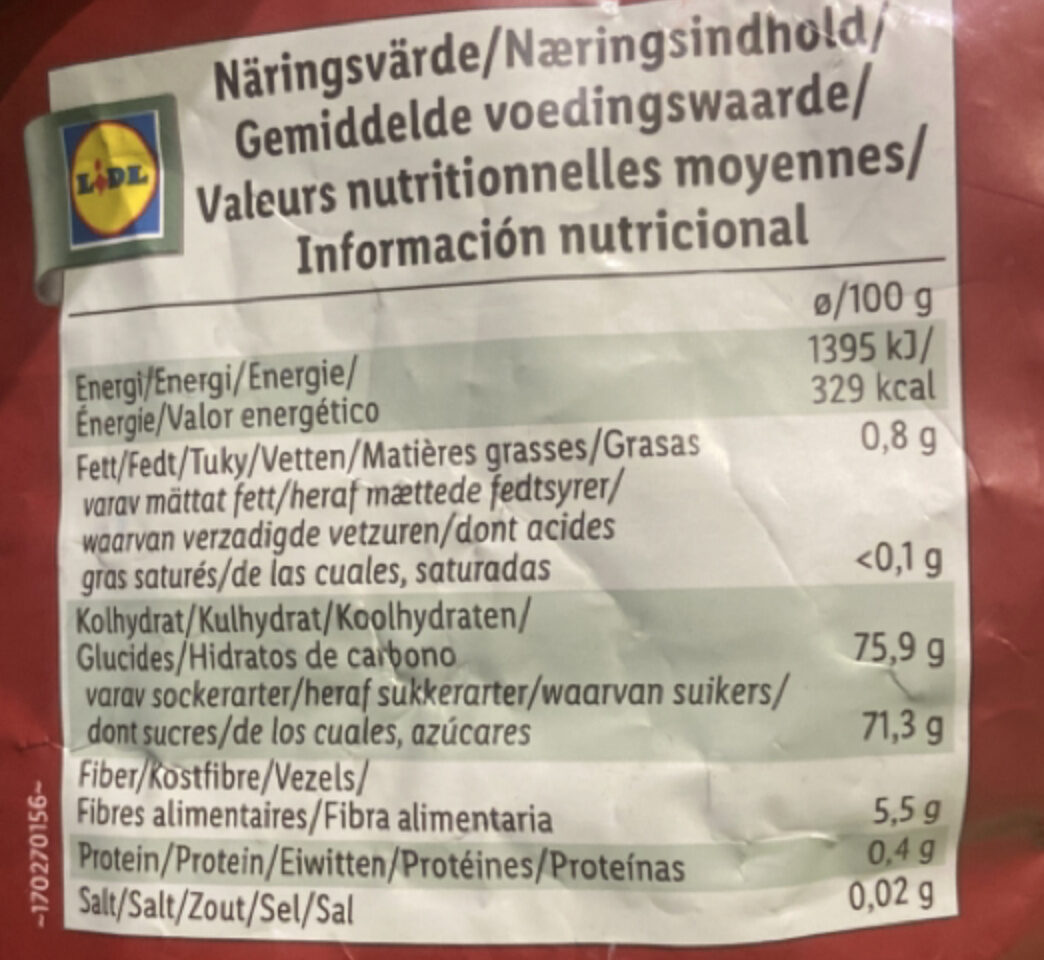 Näringsvärde/Næringsindhold/
Gemiddelde voedingswaarde/
Valeurs nutritionnelles moyennes/
Información nutricional
LIDL
ø/100 g
Energi/Energi/Energie/
Énergie/Valor energético
1395 kJ/
329 kcal
Fett/Fedt/Tuky/Vetten/Matières grasses/Grasas 0,8 g
varav mättat fett/heraf mættede fedtsyrer/
waarvan verzadigde vetzuren/dont acides
gras saturés/de las cuales, saturadas <0,1 g
Kolhydrat/Kulhydrat/Koolhydraten/
Glucides/Hidratos de carbono 75,9 g
varav sockerarter/heraf sukkerarter/waarvan suikers/
dont sucres/de los cuales, azúcares 71,3 g
Fiber/Kostfibre/Vezels/
Fibres alimentaires/Fibra alimentaria 5,5 g
Protein/Protein/Eiwitten/Protéines/Proteínas 0,4 g
Salt/Salt/Zout/Sel/Sal 0,02 g
~1702270156~